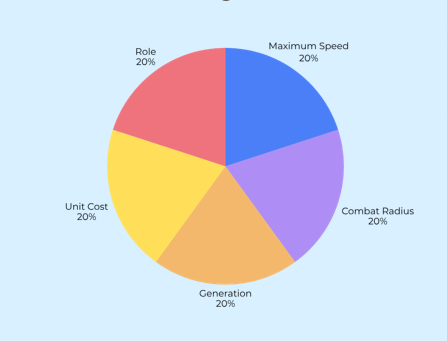 Maximum Speed
20%
Role
20%
Combat Radius
20%
Unit Cost
20%
Generation
20%